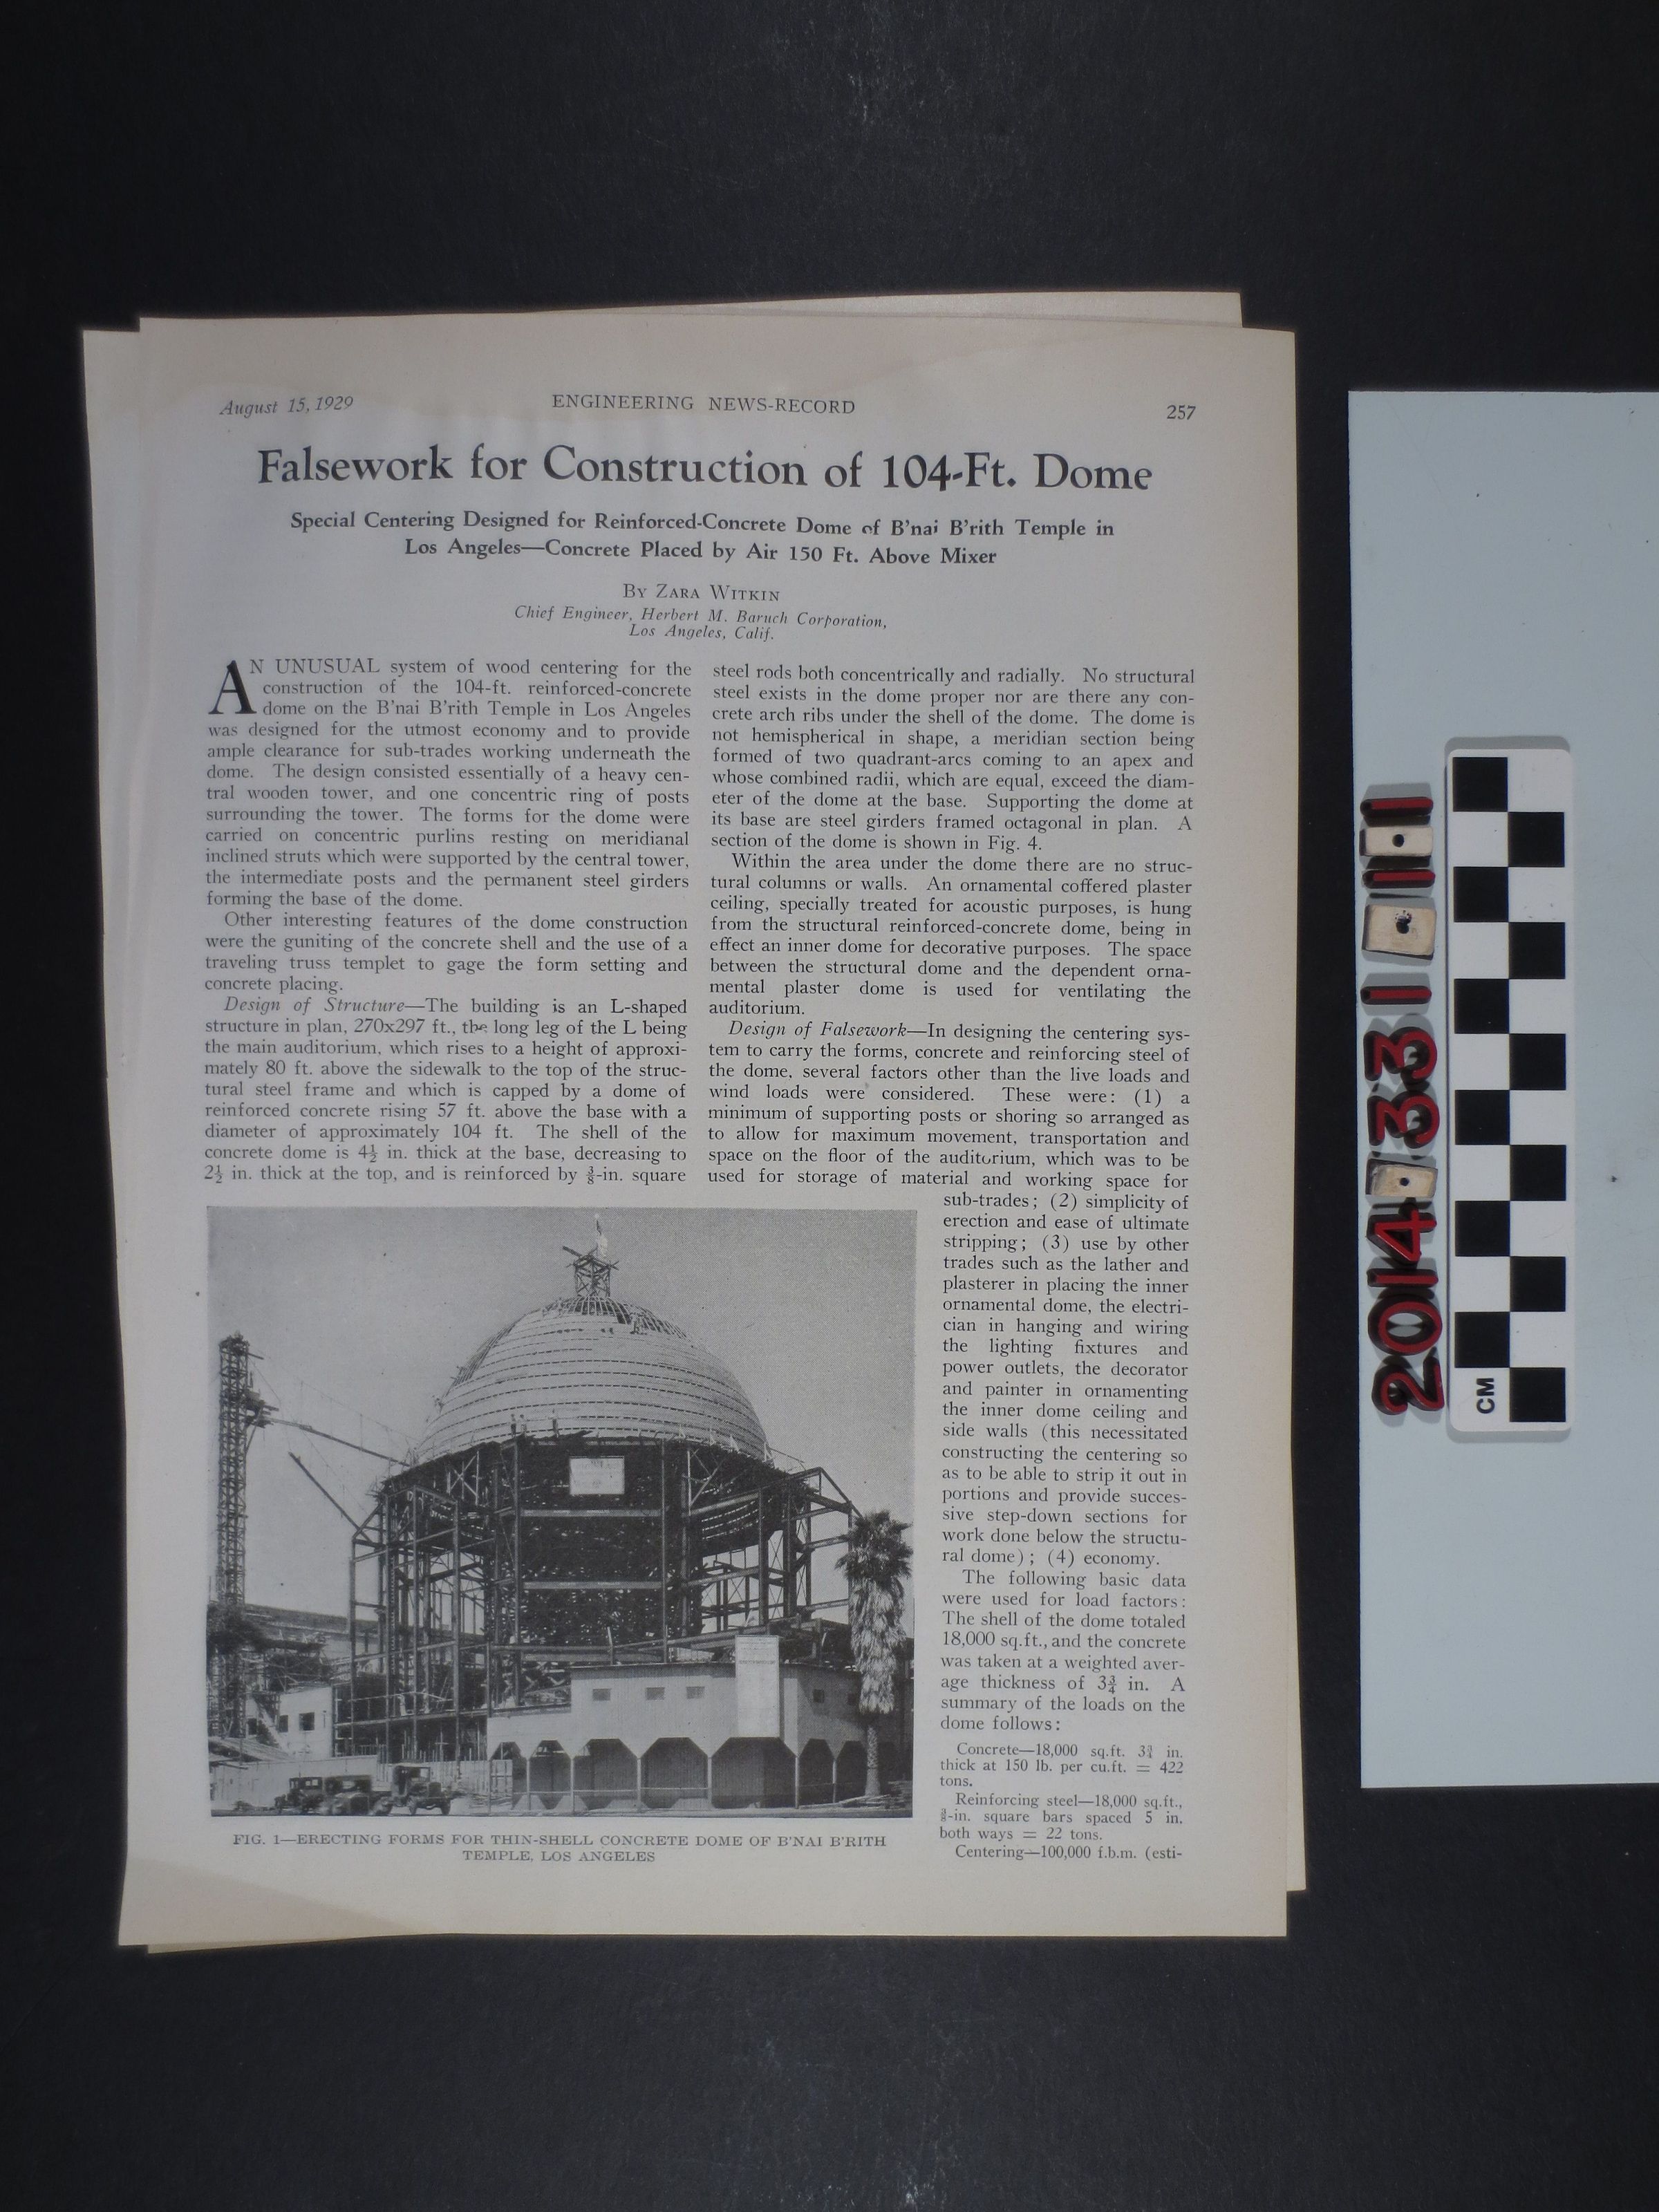 August 15, 1929
ENGINEERING NEWS-RECORD
257
Falsework for Construction of 104-Ft. Dome
Special Centering Designed for Reinforced-Concrete Dome of B'nai B'rith Temple in
Los Angeles—Concrete Placed by Air 150 Ft. Above Mixer
BY ZARA WITKIN
Chief Engineer, Herbert M. Baruch Corporation,
Los Angeles, Calif.
AN UNUSUAL system of wood centering for the
construction of the 104-ft. reinforced-concrete
dome on the B'nai B'rith Temple in Los Angeles
was designed for the utmost economy and to provide
ample clearance for sub-trades working underneath the
dome. The design consisted essentially of a heavy cen-
tral wooden tower, and one concentric ring of posts
surrounding the tower. The forms for the dome were
carried on concentric purlins resting on meridianal
inclined struts which were supported by the central tower,
the intermediate posts and the permanent steel girders
forming the base of the dome.
Other interesting features of the dome construction
were the guniting of the concrete shell and the use of a
traveling truss templet to gage the form setting and
concrete placing.
Design of Structure—The building is an L-shaped
structure in plan, 270x297 ft., the long leg of the L being
the main auditorium, which rises to a height of approxi-
mately 80 ft. above the sidewalk to the top of the struc-
tural steel frame and which is capped by a dome of
reinforced concrete rising 57 ft. above the base with a
diameter of approximately 104 ft. The shell of the
concrete dome is 4½ in. thick at the base, decreasing to
2½ in. thick at the top, and is reinforced by ⅜-in. square
steel rods both concentrically and radially. No structural
steel exists in the dome proper nor are there any con-
crete arch ribs under the shell of the dome. The dome is
not hemispherical in shape, a meridian section being
formed of two quadrant-arcs coming to an apex and
whose combined radii, which are equal, exceed the diam-
eter of the dome at the base. Supporting the dome at
its base are steel girders framed octagonal in plan. A
section of the dome is shown in Fig. 4.
Within the area under the dome there are no struc-
tural columns or walls. An ornamental coffered plaster
ceiling, specially treated for acoustic purposes, is hung
from the structural reinforced-concrete dome, being in
effect an inner dome for decorative purposes. The space
between the structural dome and the dependent orna-
mental plaster dome is used for ventilating the
auditorium.
Design of Falsework—In designing the centering sys-
tem to carry the forms, concrete and reinforcing steel of
the dome, several factors other than the live loads and
wind loads were considered. These were: (1) a
minimum of supporting posts or shoring so arranged as
to allow for maximum movement, transportation and
space on the floor of the auditorium, which was to be
used for storage of material and working space for
sub-trades; (2) simplicity of
erection and ease of ultimate
stripping; (3) use by other
trades such as the lather and
plasterer in placing the inner
ornamental dome, the electri-
cian in hanging and wiring
the lighting fixtures and
power outlets, the decorator
and painter in ornamenting
the inner dome ceiling and
side walls (this necessitated
constructing the centering so
as to be able to strip it out in
portions and provide succes-
sive step-down sections for
work done below the structu-
ral dome); (4) economy.
The following basic data
were used for load factors:
The shell of the dome totaled
18,000 sq.ft., and the concrete
was taken at a weighted aver-
age thickness of 3¾ in. A
summary of the loads on the
dome follows:
Concrete—18,000 sq.ft. 3¾ in.
thick at 150 lb. per cu.ft. = 422
tons.
Reinforcing steel—18,000 sq.ft.,
⅜-in. square bars spaced 5 in.
both ways = 22 tons.
Centering—100,000 f.b.m. (esti-
FIG. 1—ERECTING FORMS FOR THIN-SHELL CONCRETE DOME OF B'NAI B'RITH
TEMPLE, LOS ANGELES
2014.331.1.11
CM